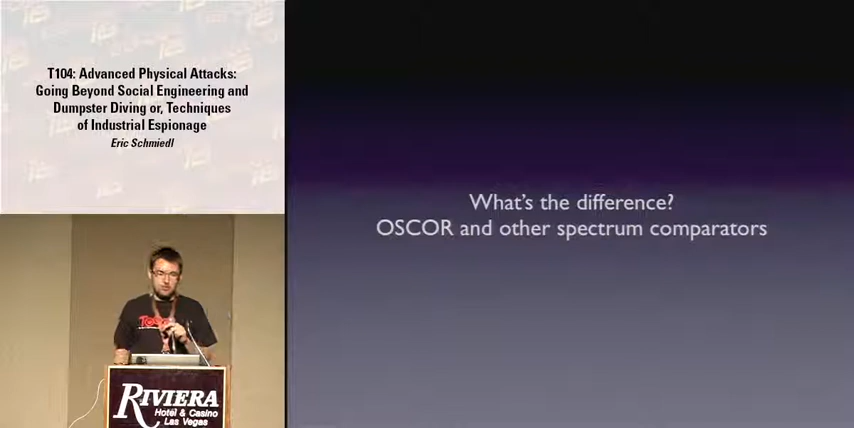 T104: Advanced Physical Attacks:
Going Beyond Social Engineering and
Dumpster Diving or, Techniques
of Industrial Espionage
Eric Schmiedl
What's the difference?
OSCOR and other spectrum comparators
RIVIERA
Hotel & Casino
Las Vegas